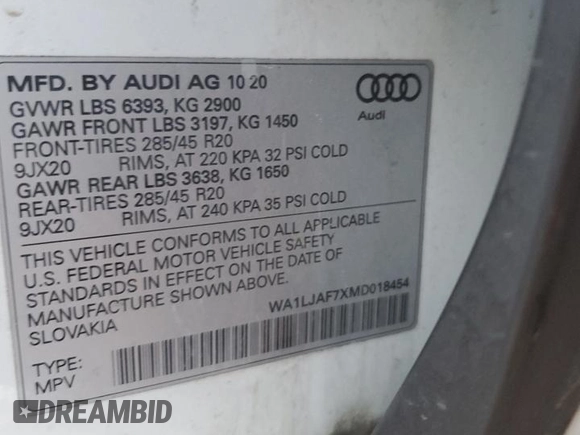 MFD. BY AUDI AG 10 20
GVWR LBS 6393, KG 2900
GAWR FRONT LBS 3197, KG 1450
FRONT-TIRES 285/45 R20
9JX20 RIMS, AT 220 KPA 32 PSI COLD
GAWR REAR LBS 3638, KG 1650
REAR-TIRES 285/45 R20
9JX20 RIMS, AT 240 KPA 35 PSI COLD
Audi
THIS VEHICLE CONFORMS TO ALL APPLICABLE
U.S. FEDERAL MOTOR VEHICLE SAFETY
STANDARDS IN EFFECT ON THE DATE OF
MANUFACTURE SHOWN ABOVE.
SLOVAKIA
WA1LJAF7XMD018454
TYPE:
MPV
DREAMBID